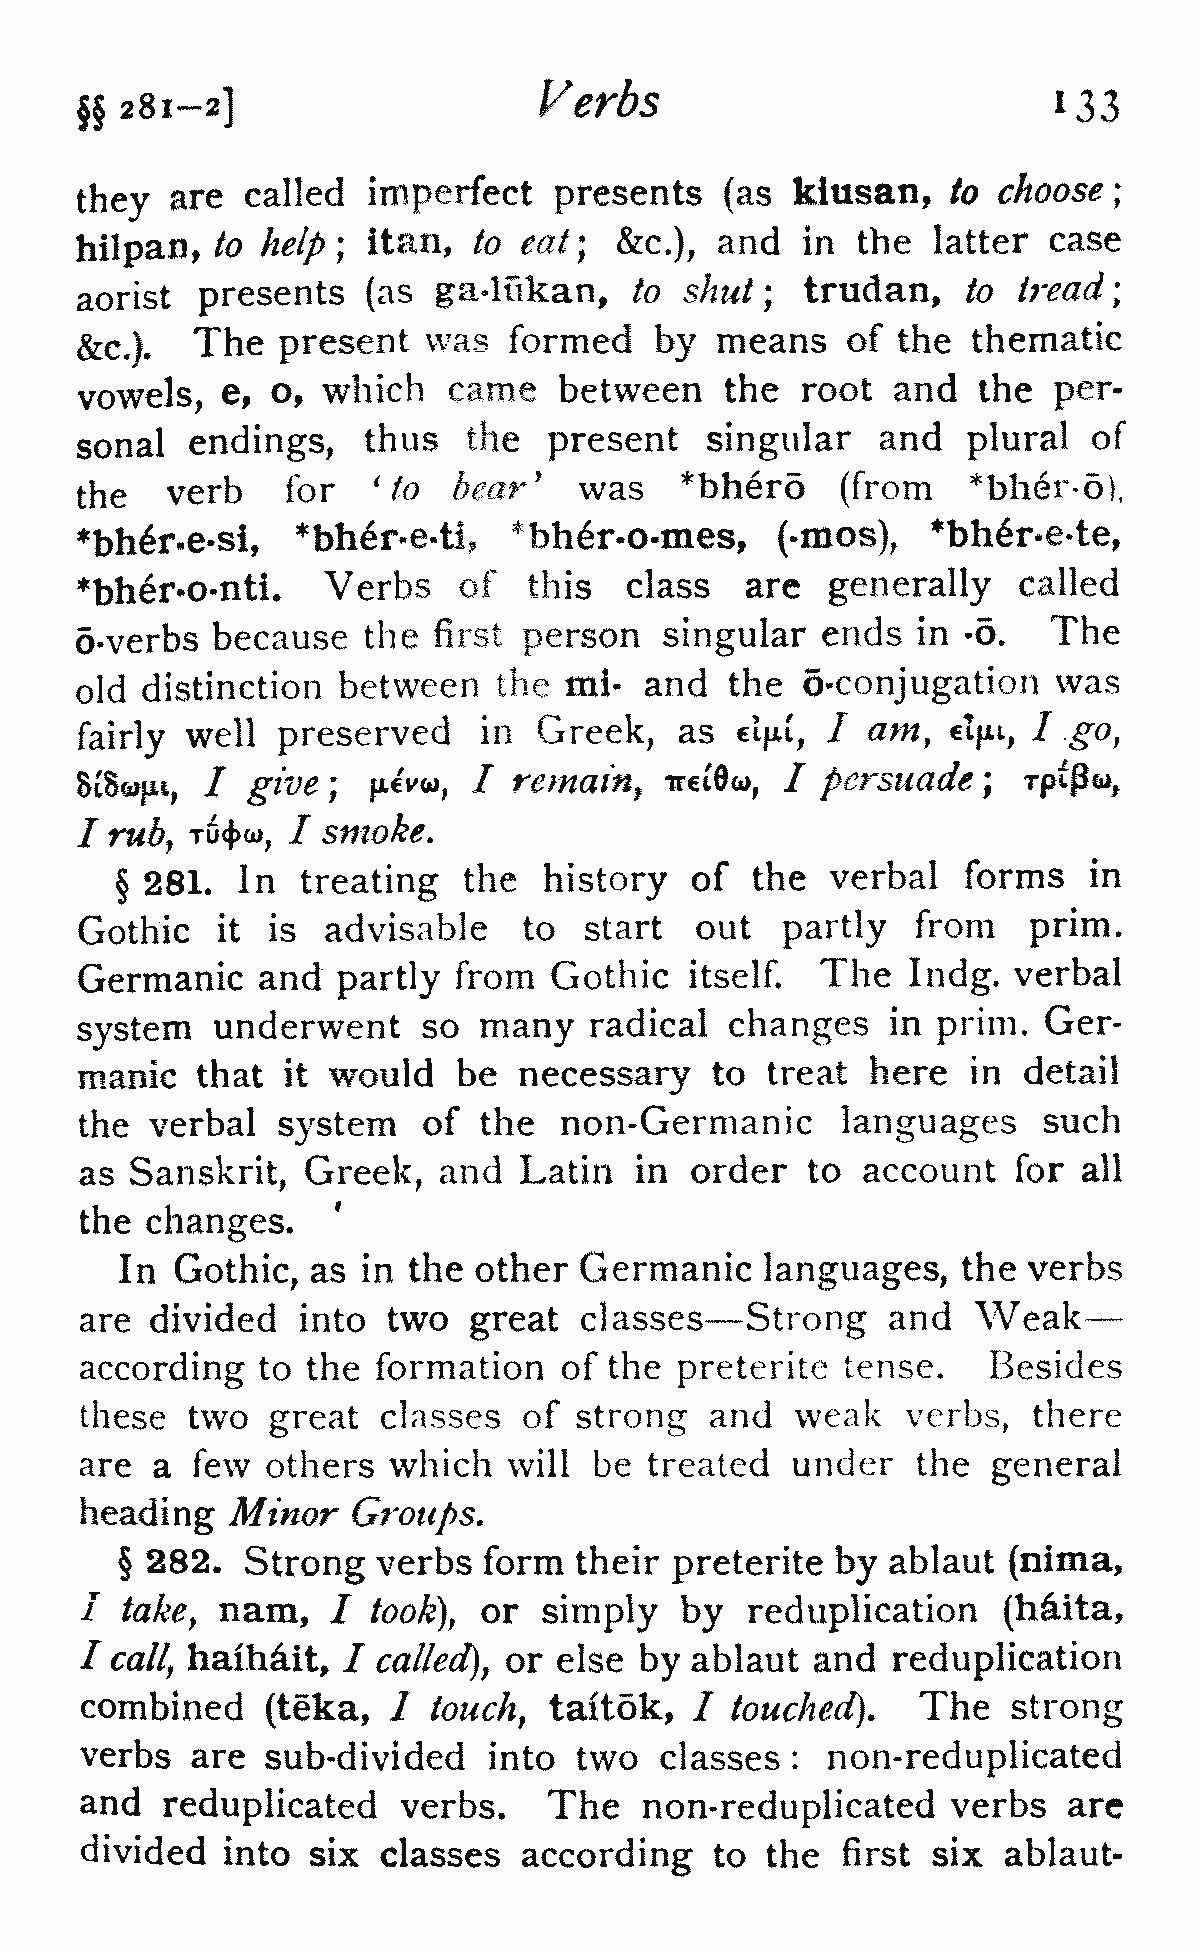 §§ 281—2] Verbs 133
they are called imperfect presents (as kiusan, to choose;
hilpan, to help; itan, to eat; &c.), and in the latter case
aorist presents (as ga-lūkan, to shut; trudan, to tread;
&c.). The present was formed by means of the thematic
vowels, e, o, which came between the root and the per-
sonal endings, thus the present singular and plural of
the verb for 'to bear' was *bhérō (from *bhér-ō),
*bhér-e-si, *bhér-e-ti, *bhér-o-mes, (-mos), *bhér-e-te,
*bhér-o-nti. Verbs of this class are generally called
ō-verbs because the first person singular ends in -ō. The
old distinction between the mi- and the ō-conjugation was
fairly well preserved in Greek, as εἰμί, I am, εἶμι, I go,
δίδωμι, I give; μένω, I remain, πείθω, I persuade; τρίβω,
I rub, τύφω, I smoke.
§ 281. In treating the history of the verbal forms in
Gothic it is advisable to start out partly from prim.
Germanic and partly from Gothic itself. The Indg. verbal
system underwent so many radical changes in prim. Ger-
manic that it would be necessary to treat here in detail
the verbal system of the non-Germanic languages such
as Sanskrit, Greek, and Latin in order to account for all
the changes.
In Gothic, as in the other Germanic languages, the verbs
are divided into two great classes—Strong and Weak—
according to the formation of the preterite tense. Besides
these two great classes of strong and weak verbs, there
are a few others which will be treated under the general
heading Minor Groups.
§ 282. Strong verbs form their preterite by ablaut (nima,
I take, nam, I took), or simply by reduplication (háita,
I call, haíháit, I called), or else by ablaut and reduplication
combined (tēka, I touch, taítōk, I touched). The strong
verbs are sub-divided into two classes: non-reduplicated
and reduplicated verbs. The non-reduplicated verbs are
divided into six classes according to the first six ablaut-